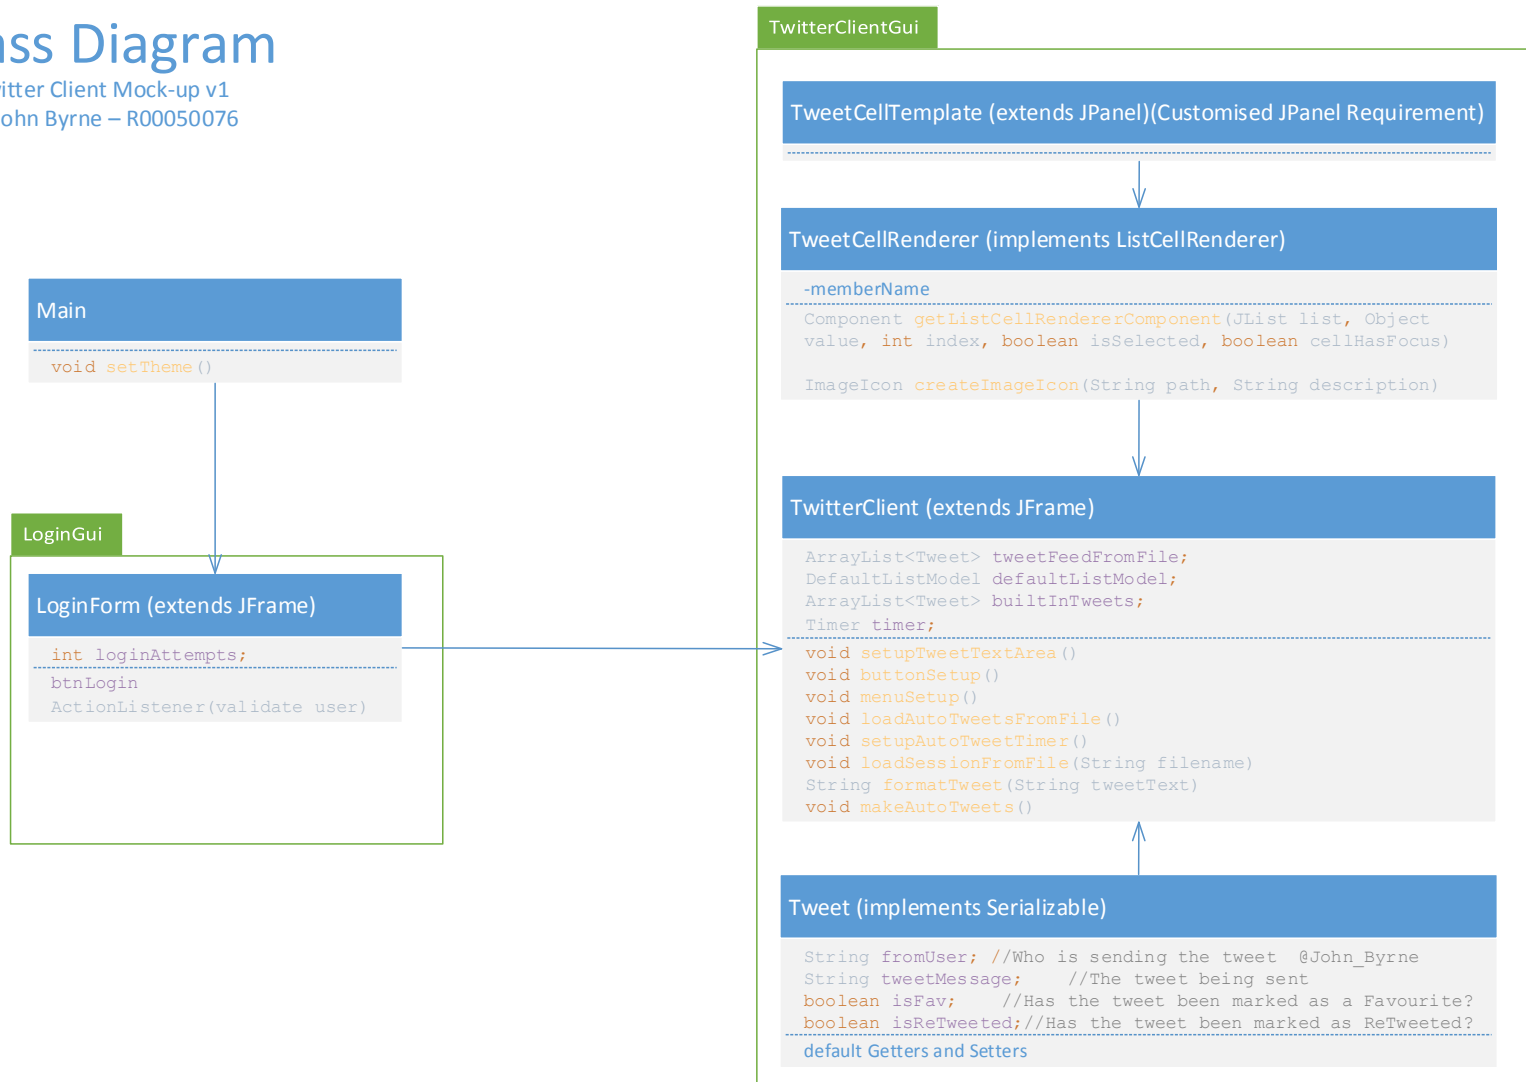 ass Diagram
itter Client Mock-up v1
ohn Byrne – R00050076
TwitterClientGui
TweetCellTemplate (extends JPanel)(Customised JPanel Requirement)
TweetCellRenderer (implements ListCellRenderer)
-memberName
Component getListCellRendererComponent(JList list, Object
value, int index, boolean isSelected, boolean cellHasFocus)
ImageIcon createImageIcon(String path, String description)
Main
void setTheme()
LoginGui
LoginForm (extends JFrame)
int loginAttempts;
btnLogin
ActionListener(validate user)
TwitterClient (extends JFrame)
ArrayList<Tweet> tweetFeedFromFile;
DefaultListModel defaultListModel;
ArrayList<Tweet> builtInTweets;
Timer timer;
void setupTweetTextArea()
void buttonSetup()
void menuSetup()
void loadAutoTweetsFromFile()
void setupAutoTweetTimer()
void loadSessionFromFile(String filename)
String formatTweet(String tweetText)
void makeAutoTweets()
Tweet (implements Serializable)
String fromUser; //Who is sending the tweet @John_Byrne
String tweetMessage; //The tweet being sent
boolean isFav; //Has the tweet been marked as a Favourite?
boolean isReTweeted;//Has the tweet been marked as ReTweeted?
default Getters and Setters